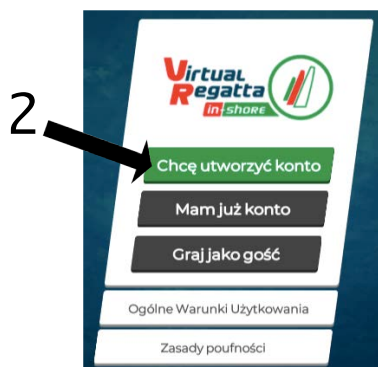 Virtual
Regatta
in-shore
2
Chcę utworzyć konto
Mam już konto
Graj jako gość
Ogólne Warunki Użytkowania
Zasady poufności